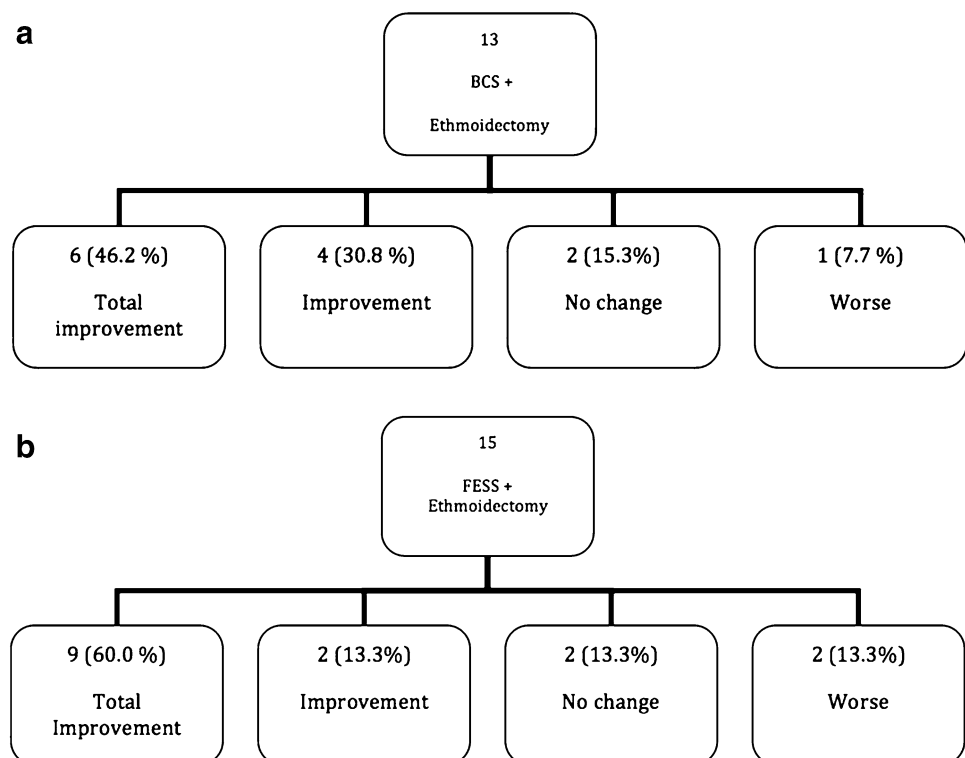 a
13
BCS +
Ethmoidectomy
6 (46.2 %)
Total
improvement
4 (30.8 %)
Improvement
2 (15.3%)
No change
1 (7.7 %)
Worse
b
15
FESS +
Ethmoidectomy
9 (60.0 %)
Total
Improvement
2 (13.3%)
Improvement
2 (13.3%)
No change
2 (13.3%)
Worse